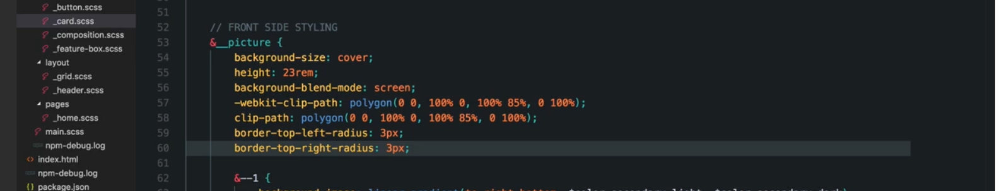 _button.scss
_card.scss
_composition.scss
_feature-box.scss
layout
_grid.scss
_header.scss
pages
_home.scss
main.scss
npm-debug.log
index.html
npm-debug.log
{} package.json
51
52 // FRONT SIDE STYLING
53 &__picture {
54 background-size: cover;
55 height: 23rem;
56 background-blend-mode: screen;
57 -webkit-clip-path: polygon(0 0, 100% 0, 100% 85%, 0 100%);
58 clip-path: polygon(0 0, 100% 0, 100% 85%, 0 100%);
59 border-top-left-radius: 3px;
60 border-top-right-radius: 3px;
61
62 &--1 {